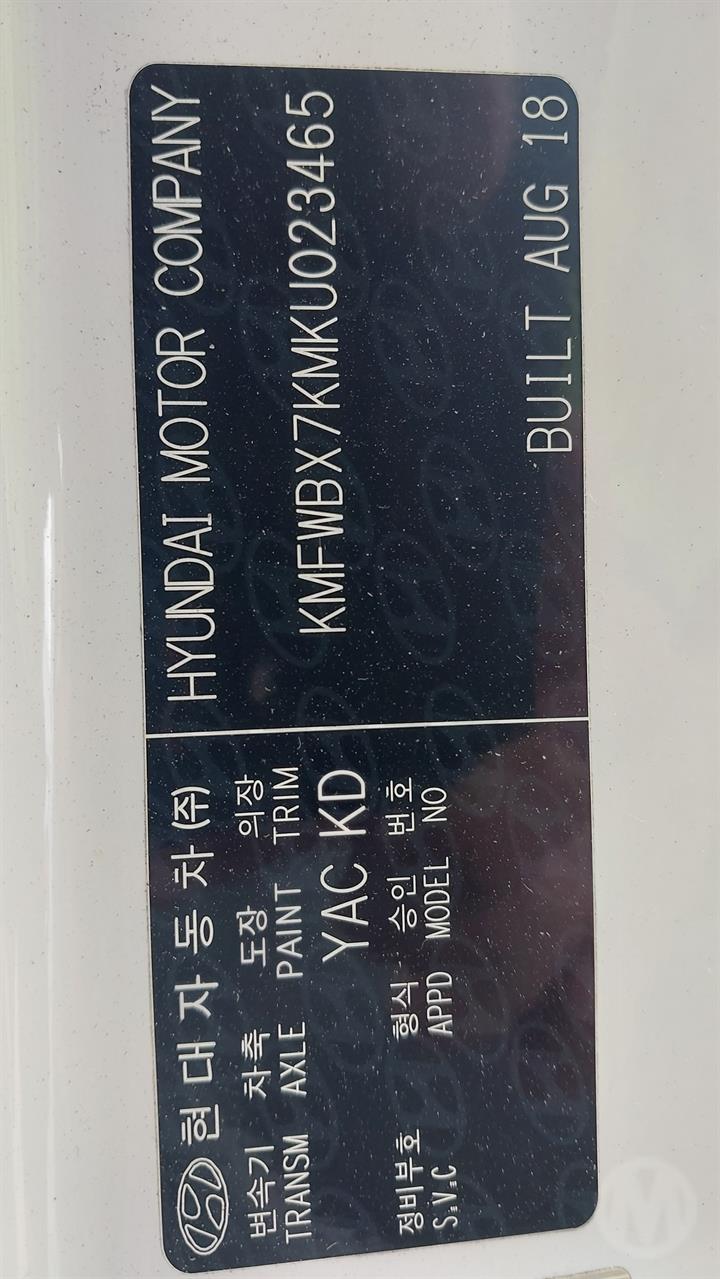 현대자동차(주)
변속기 차축 도장 의장
TRANSM AXLE PAINT TRIM
YAC KD
정비부호 형식 승인 번호
S.V.C APPD MODEL NO
HYUNDAI MOTOR COMPANY
KMFWBX7KMKU023465
BUILT AUG 18
M